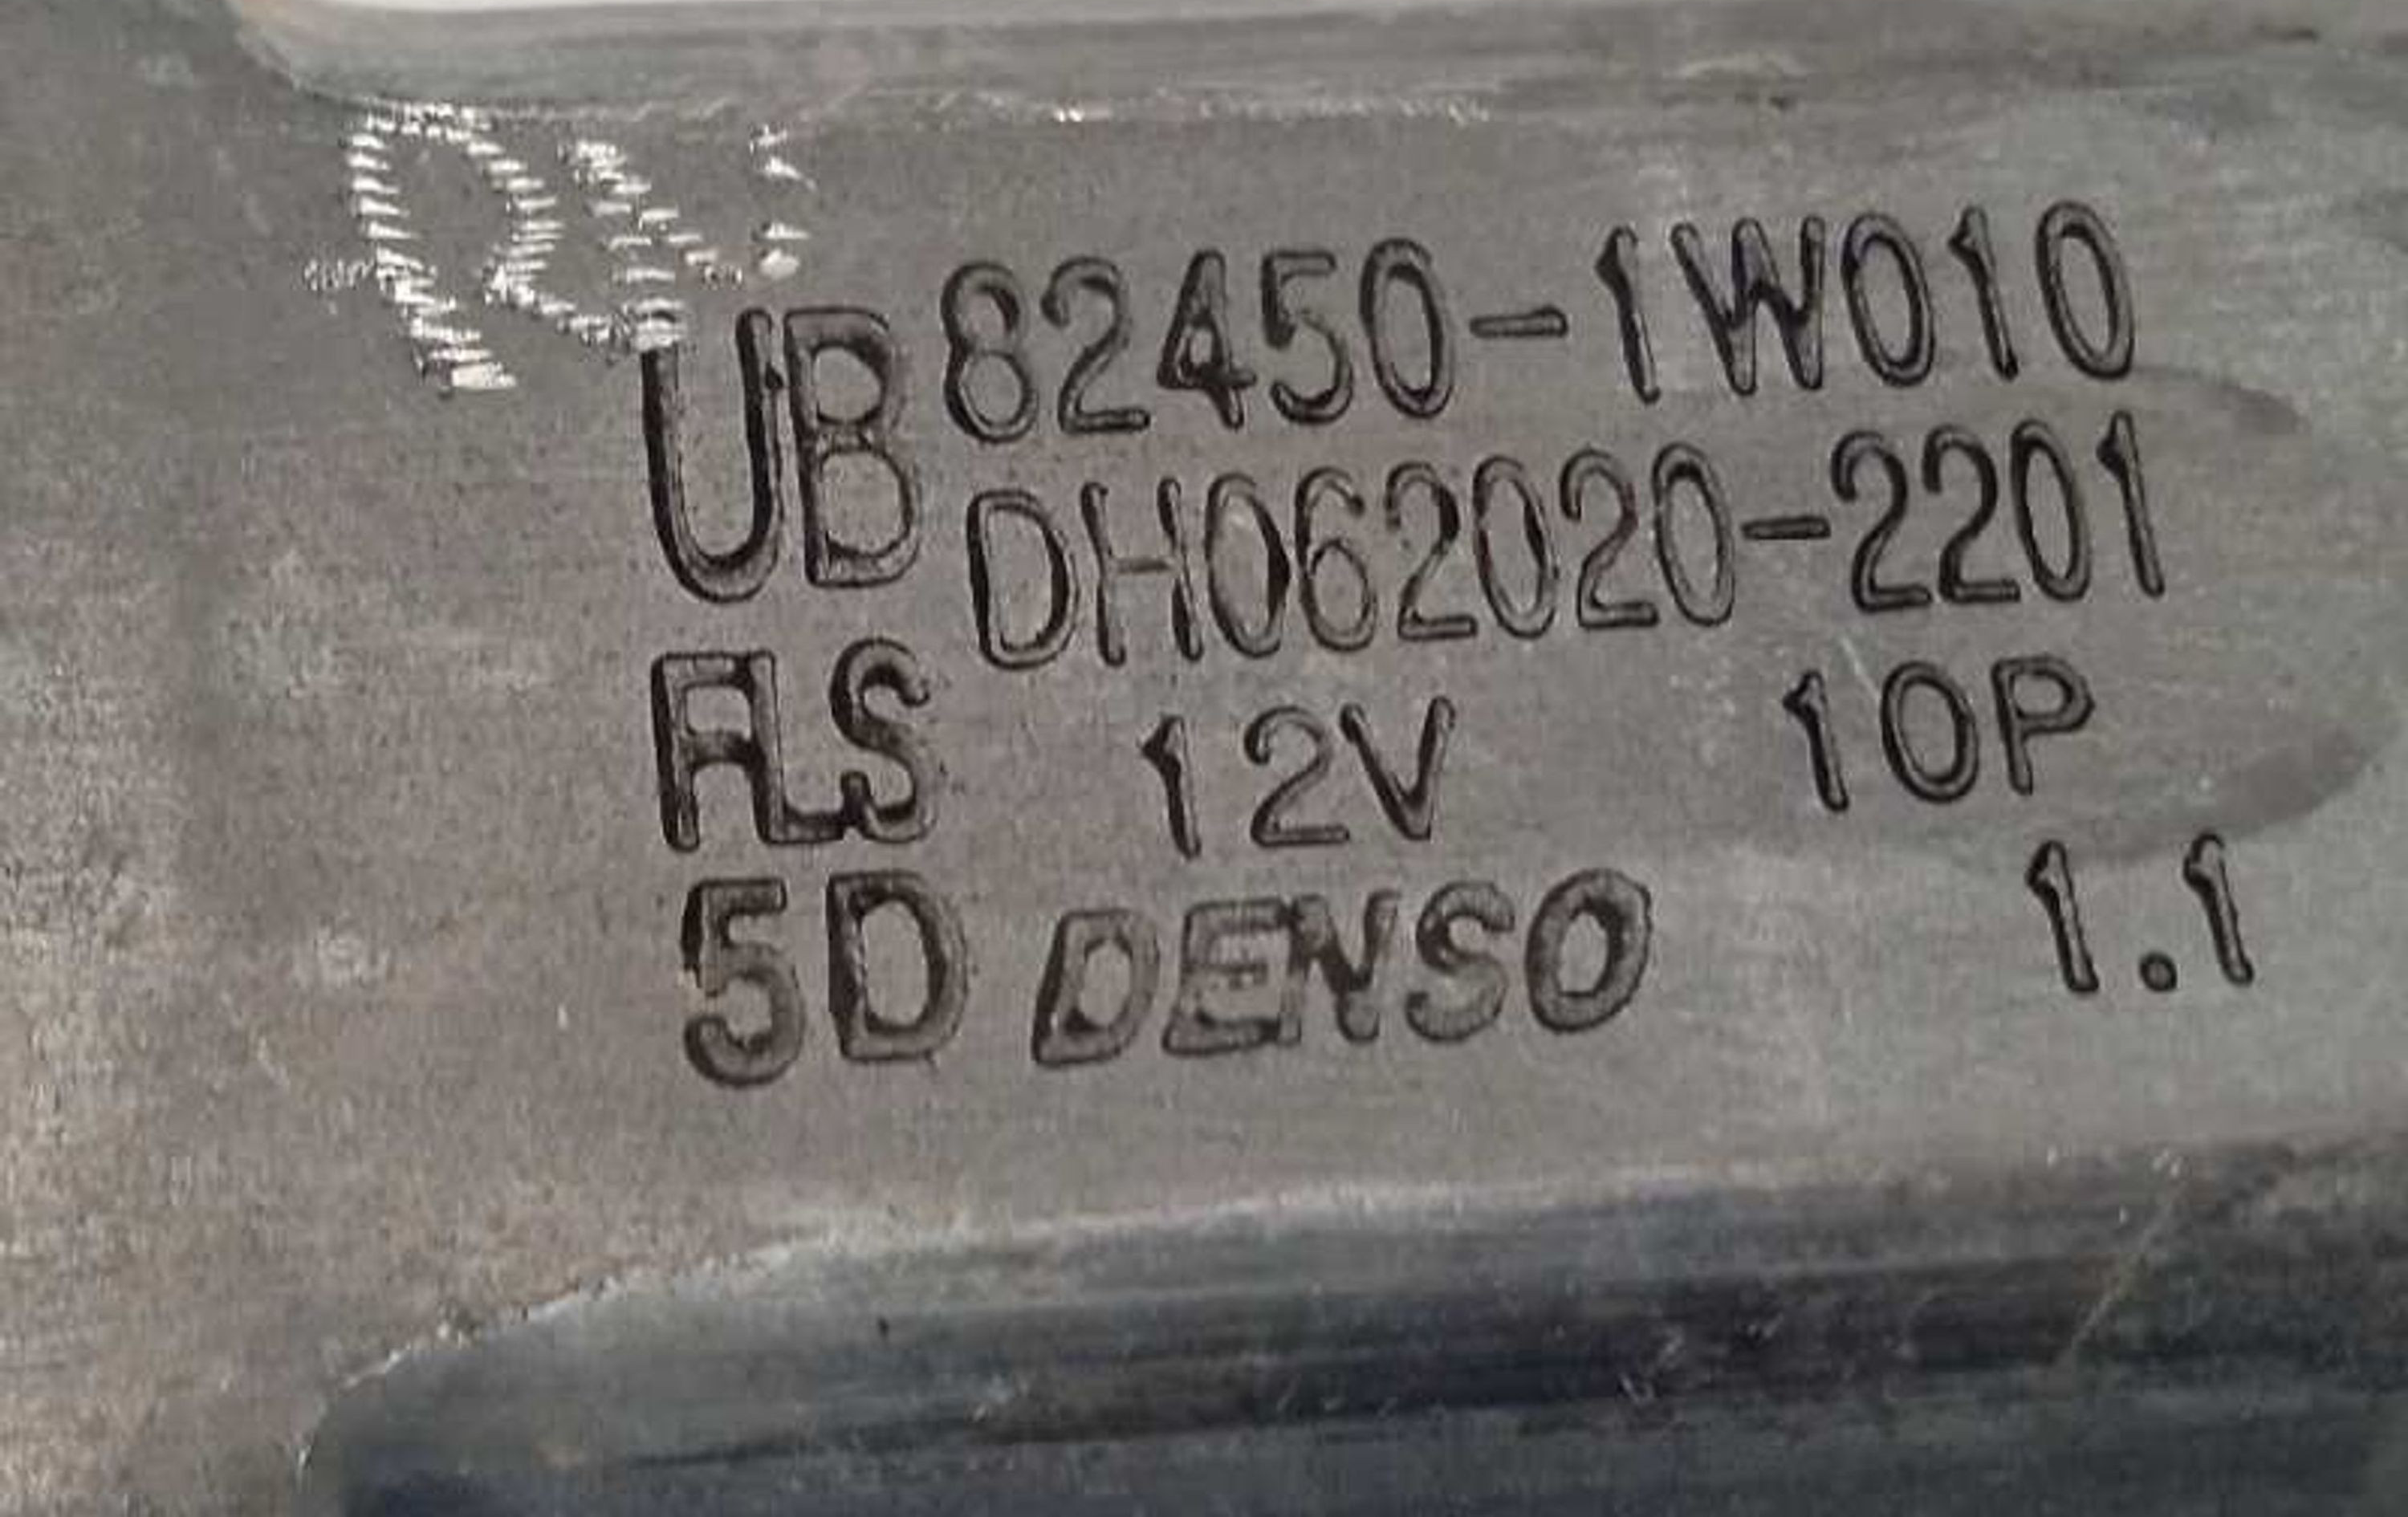 UB 82450-1W010
DH062020-2201
FLS 12V 10P
5D DENSO 1.1